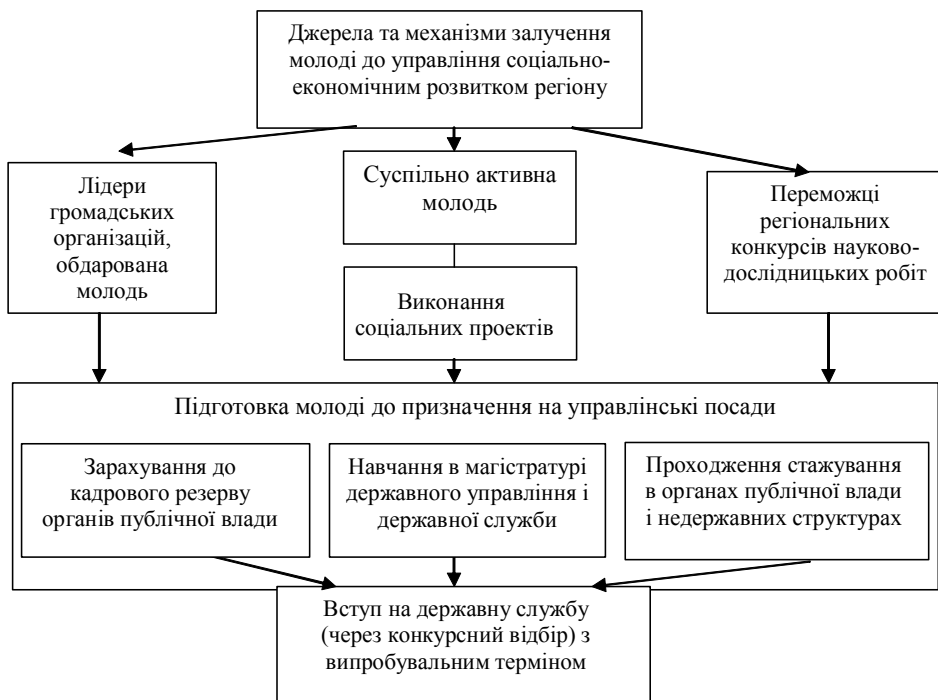 Джерела та механізми залучення
молоді до управління соціально-
економічним розвитком регіону
Лідери
громадських
організацій,
обдарована
молодь
Суспільно активна
молодь
Переможці
регіональних
конкурсів науково-
дослідницьких робіт
Виконання
соціальних проектів
Підготовка молоді до призначення на управлінські посади
Зарахування до
кадрового резерву
органів публічної влади
Навчання в магістратурі
державного управління і
державної служби
Проходження стажування
в органах публічної влади
і недержавних структурах
Вступ на державну службу
(через конкурсний відбір) з
випробувальним терміном